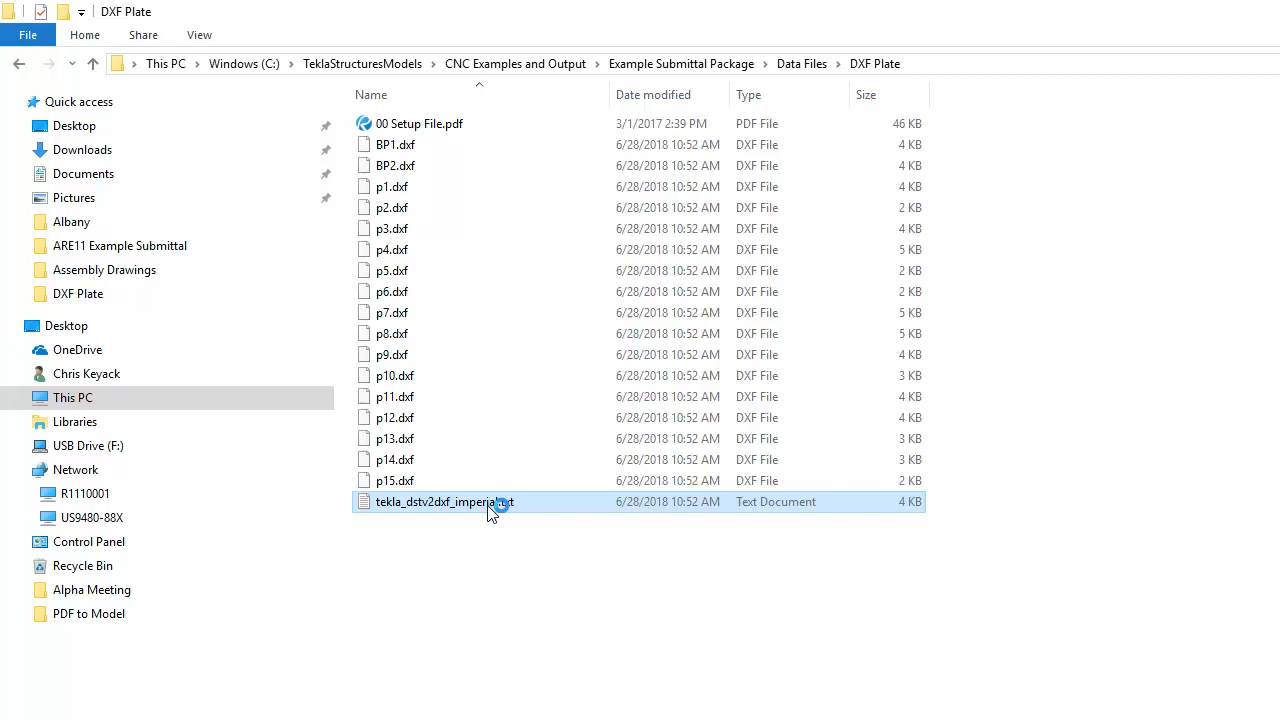 DXF Plate
File Home Share View
This PC Windows (C:) TeklaStructuresModels CNC Examples and Output Example Submittal Package Data Files DXF Plate
Name Date modified Type Size
Quick access
Desktop
Downloads
Documents
Pictures
Albany
ARE11 Example Submittal
Assembly Drawings
DXF Plate
Desktop
OneDrive
Chris Keyack
This PC
Libraries
USB Drive (F:)
Network
R1110001
US9480-88X
Control Panel
Recycle Bin
Alpha Meeting
PDF to Model
00 Setup File.pdf 3/1/2017 2:39 PM PDF File 46 KB
BP1.dxf 6/28/2018 10:52 AM DXF File 4 KB
BP2.dxf 6/28/2018 10:52 AM DXF File 4 KB
p1.dxf 6/28/2018 10:52 AM DXF File 4 KB
p2.dxf 6/28/2018 10:52 AM DXF File 2 KB
p3.dxf 6/28/2018 10:52 AM DXF File 4 KB
p4.dxf 6/28/2018 10:52 AM DXF File 5 KB
p5.dxf 6/28/2018 10:52 AM DXF File 2 KB
p6.dxf 6/28/2018 10:52 AM DXF File 2 KB
p7.dxf 6/28/2018 10:52 AM DXF File 5 KB
p8.dxf 6/28/2018 10:52 AM DXF File 5 KB
p9.dxf 6/28/2018 10:52 AM DXF File 4 KB
p10.dxf 6/28/2018 10:52 AM DXF File 3 KB
p11.dxf 6/28/2018 10:52 AM DXF File 4 KB
p12.dxf 6/28/2018 10:52 AM DXF File 4 KB
p13.dxf 6/28/2018 10:52 AM DXF File 3 KB
p14.dxf 6/28/2018 10:52 AM DXF File 3 KB
p15.dxf 6/28/2018 10:52 AM DXF File 2 KB
tekla_dstv2dxf_imperial.txt 6/28/2018 10:52 AM Text Document 4 KB